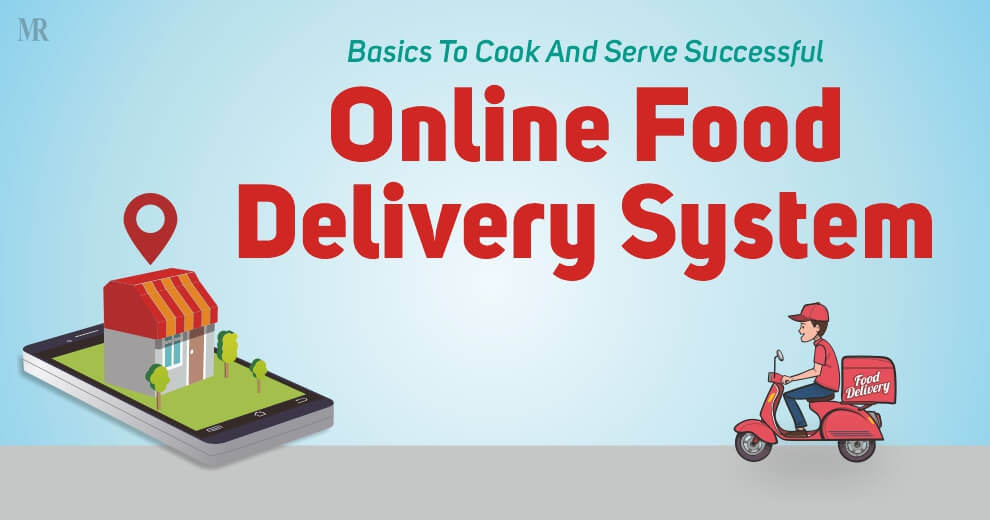 MR
Basics To Cook And Serve Successful
Online Food
Delivery System
Food
Delivery